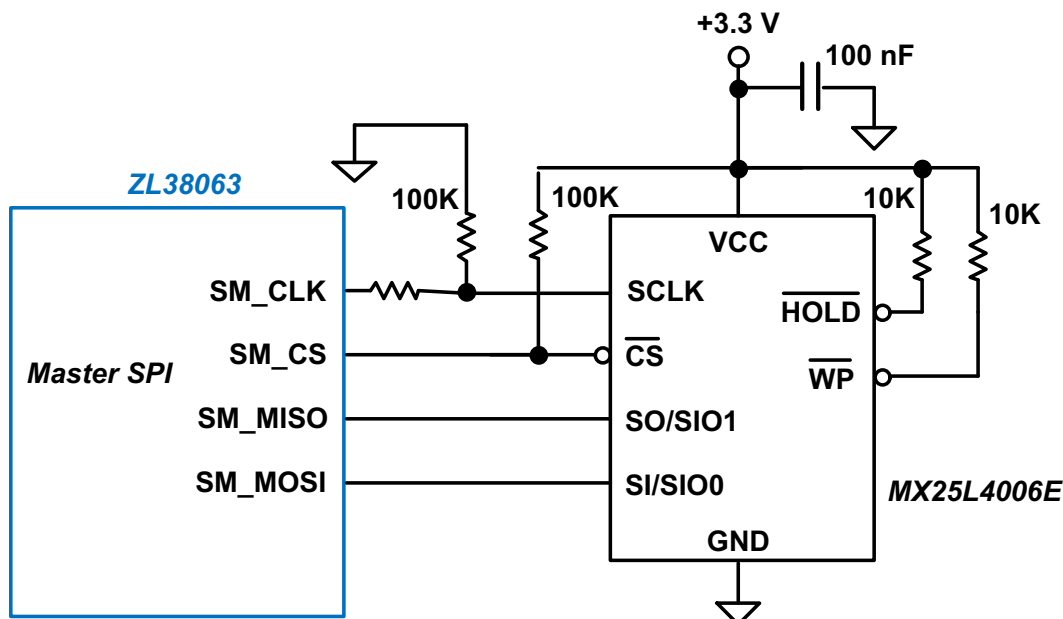 +3.3 V
100 nF
ZL38063
100K
100K
10K
10K
VCC
SM_CLK
SCLK
HOLD
SM_CS
CS
Master SPI
WP
SM_MISO
SO/SIO1
SM_MOSI
SI/SIO0
MX25L4006E
GND